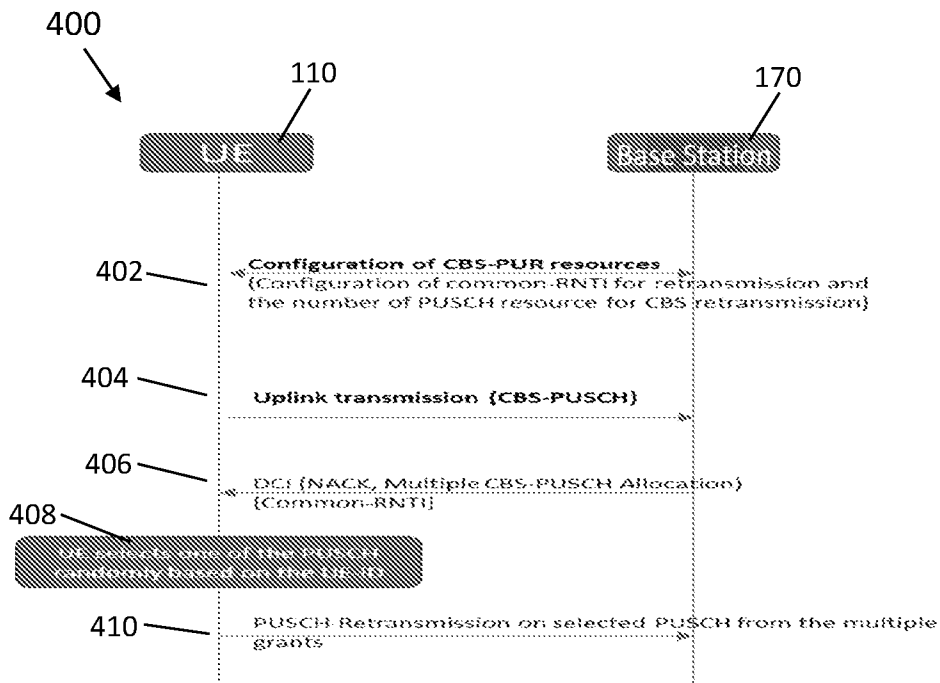 400
110
170
UE
Base Station
402
Configuration of CBS-PUR resources
{Configuration of common-RNTI for retransmission and
the number of PUSCH resource for CBS retransmission}
404
Uplink transmission {CBS-PUSCH}
406
DCI {NACK, Multiple CBS-PUSCH Allocation}
[Common-RNTI]
408
UE selects one of the PUSCH
randomly based on the UE-ID
410
PUSCH Retransmission on selected PUSCH from the multiple
grants